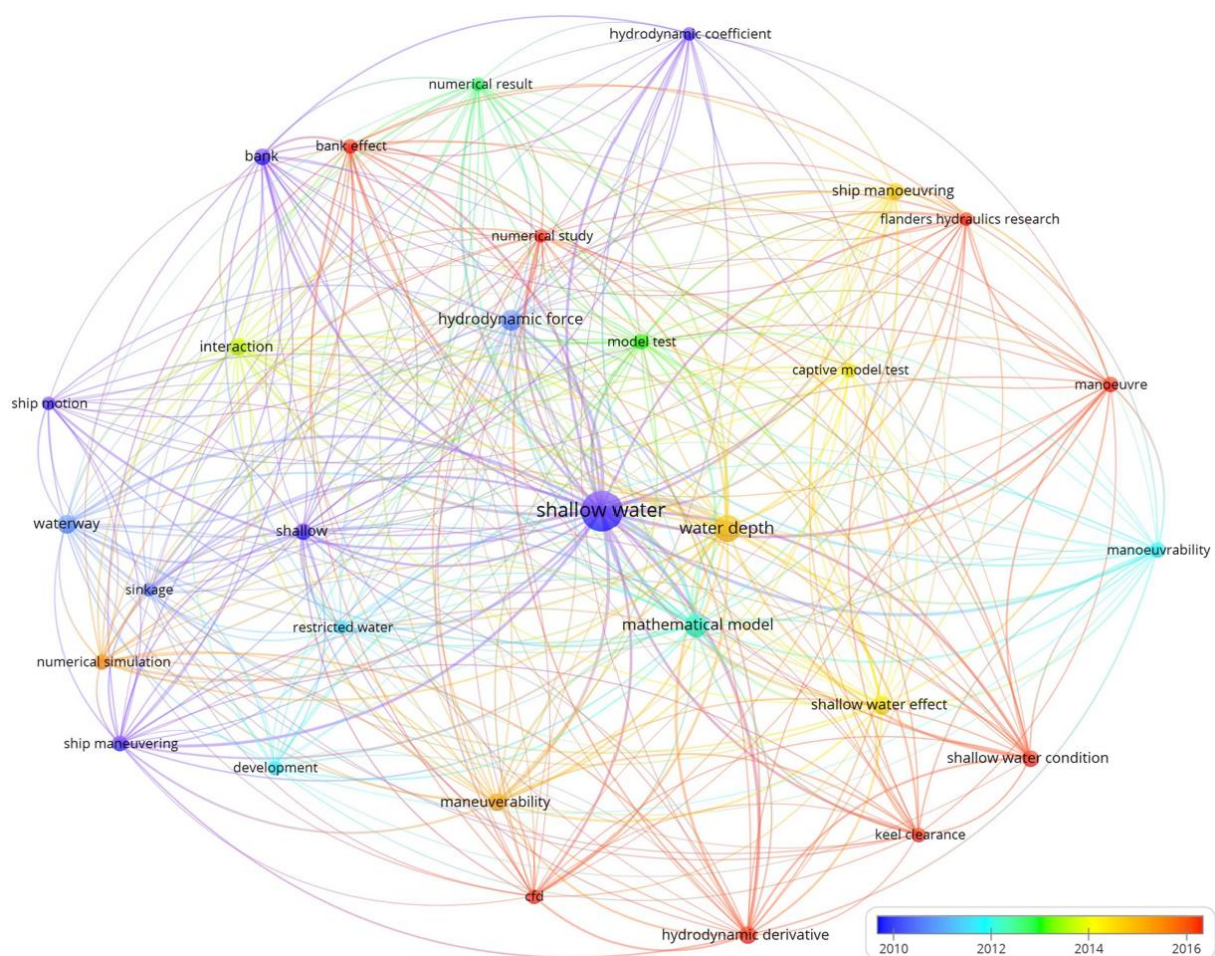 hydrodynamic coefficient
numerical result
bank effect
bank
ship manoeuvring
flanders hydraulics research
numerical study
hydrodynamic force
model test
interaction
captive model test
manoeuvre
ship motion
shallow water
waterway
water depth
shallow
manoeuvrability
sinkage
restricted water
mathematical model
numerical simulation
shallow water effect
ship maneuvering
shallow water condition
development
maneuverability
keel clearance
cfd
hydrodynamic derivative
2010 2012 2014 2016